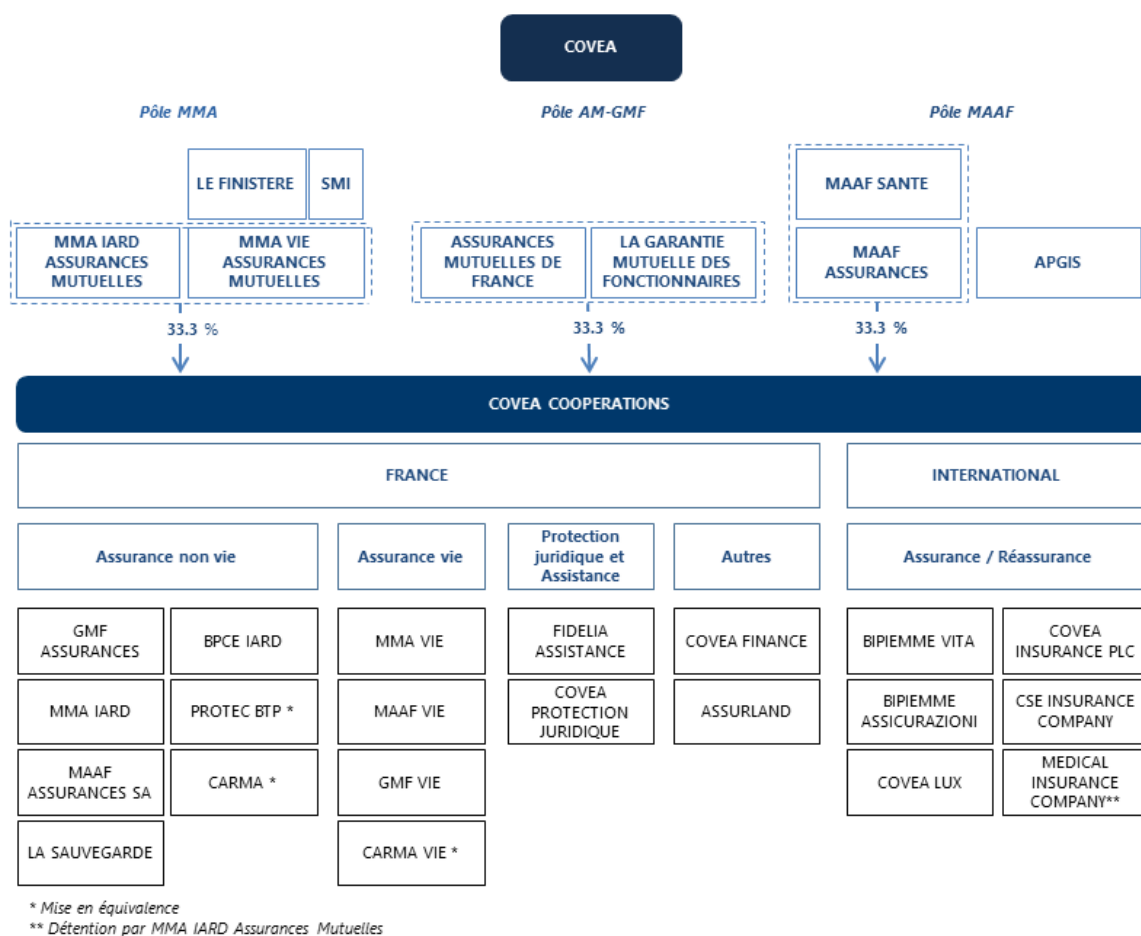 COVEA
Pôle MMA
Pôle AM-GMF
Pôle MAAF
LE FINISTERE
SMI
MAAF SANTE
MMA IARD
ASSURANCES
MUTUELLES
MMA VIE
ASSURANCES
MUTUELLES
ASSURANCES
MUTUELLES DE
FRANCE
LA GARANTIE
MUTUELLE DES
FONCTIONNAIRES
MAAF
ASSURANCES
APGIS
33.3 %
33.3 %
33.3 %
COVEA COOPERATIONS
FRANCE
INTERNATIONAL
Assurance non vie
Assurance vie
Protection
juridique et
Assistance
Autres
Assurance / Réassurance
GMF
ASSURANCES
BPCE IARD
MMA VIE
FIDELIA
ASSISTANCE
COVEA FINANCE
BIPIEMME VITA
COVEA
INSURANCE PLC
MMA IARD
PROTEC BTP *
MAAF VIE
COVEA
PROTECTION
JURIDIQUE
ASSURLAND
BIPIEMME
ASSICURAZIONI
CSE INSURANCE
COMPANY
MAAF
ASSURANCES SA
CARMA *
GMF VIE
COVEA LUX
MEDICAL
INSURANCE
COMPANY**
LA SAUVEGARDE
CARMA VIE *
* Mise en équivalence
** Détention par MMA IARD Assurances Mutuelles